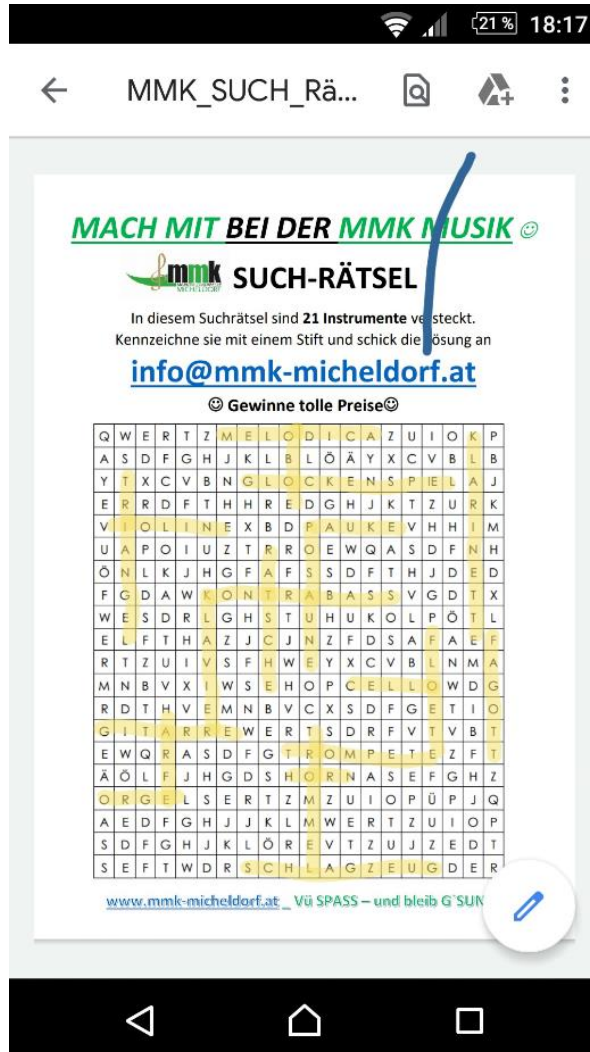 21 % 18:17
MMK_SUCH_Rä...
MACH MIT BEI DER MMK MUSIK ☺
mmk MICHELDORF SUCH-RÄTSEL
In diesem Suchrätsel sind 21 Instrumente versteckt.
Kennzeichne sie mit einem Stift und schick die Lösung an
info@mmk-micheldorf.at
☺ Gewinne tolle Preise☺
Q W E R T Z M E L O D I C A Z U I O K P
A S D F G H J K L B L Ö Ä Y X C V B L B
Y T X C V B N G L O C K E N S P IE L A J
E R R D F T H H R E D G H J K T Z U R K
V I O L I N E X B D P A U K E V H H I M
U A P O I U Z T R R O E W Q A S D F N H
Ö N L K J H G F A F S S D F T H J D E D
F G D A W K O N T R A B A S S V G D T X
W E S D R L G H S T U H U K O L P Ö T L
E L F T H A Z J C J N Z F D S A F A E F
R T Z U I V S F H W E Y X C V B L N M A
M N B V X I W S E H O P C E L L O W D G
R D T H V E M N B V C X S D F G E T I O
G I T A R R E W E R T S D R F V T V B T
E W Q R A S D F G T R O M P E T E Z F T
Ä Ö L F J H G D S H O R N A S E F G H Z
O R G E L S E R T Z M Z U I O P Ü P J Q
A E D F G H J J K L M W E R T Z U I O P
S D F G H J K L Ö R E V T Z U J Z E D T
S E F T W D R S C H L A G Z E U G D E R
www.mmk-micheldorf.at _ Vü SPASS – und bleib G`SUN